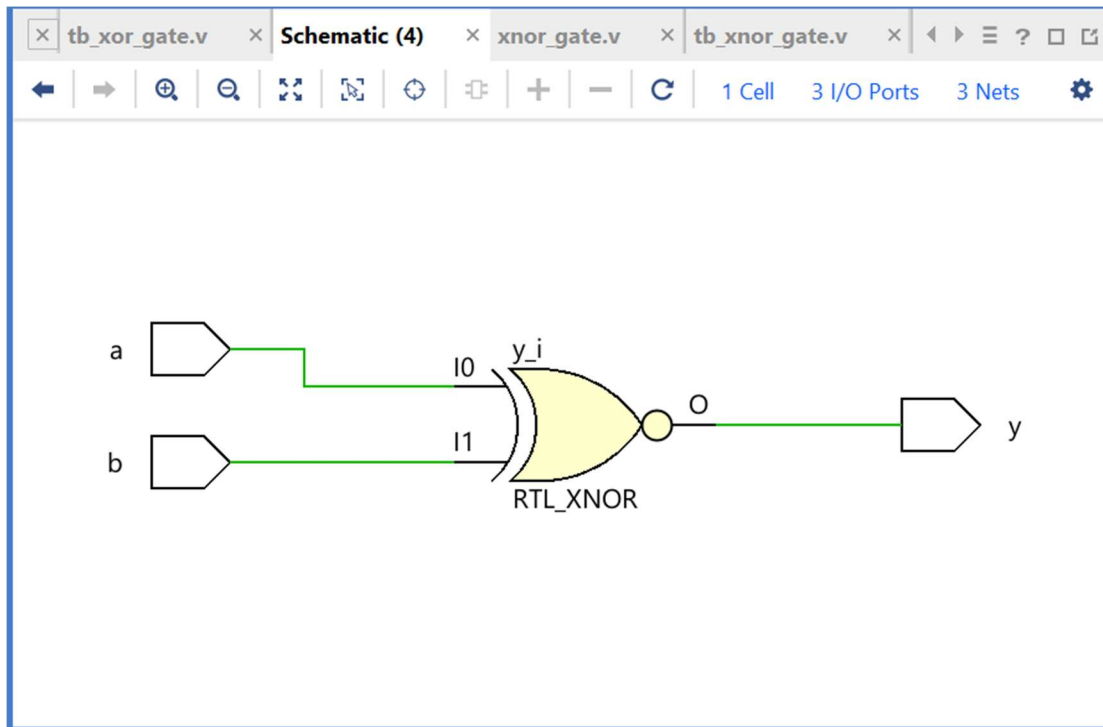 tb_xor_gate.v Schematic (4) xnor_gate.v tb_xnor_gate.v
1 Cell 3 I/O Ports 3 Nets
a
b
I0
I1
y_i
RTL_XNOR
O
y